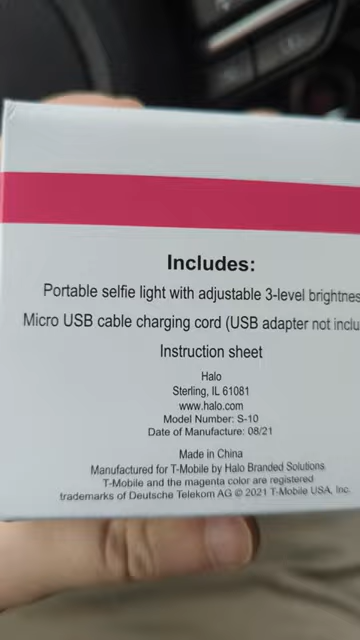 Includes:
Portable selfie light with adjustable 3-level brightnes
Micro USB cable charging cord (USB adapter not inclu
Instruction sheet
Halo
Sterling, IL 61081
www.halo.com
Model Number: S-10
Date of Manufacture: 08/21
Made in China
Manufactured for T-Mobile by Halo Branded Solutions
T-Mobile and the magenta color are registered
trademarks of Deutsche Telekom AG © 2021 T-Mobile USA, Inc.